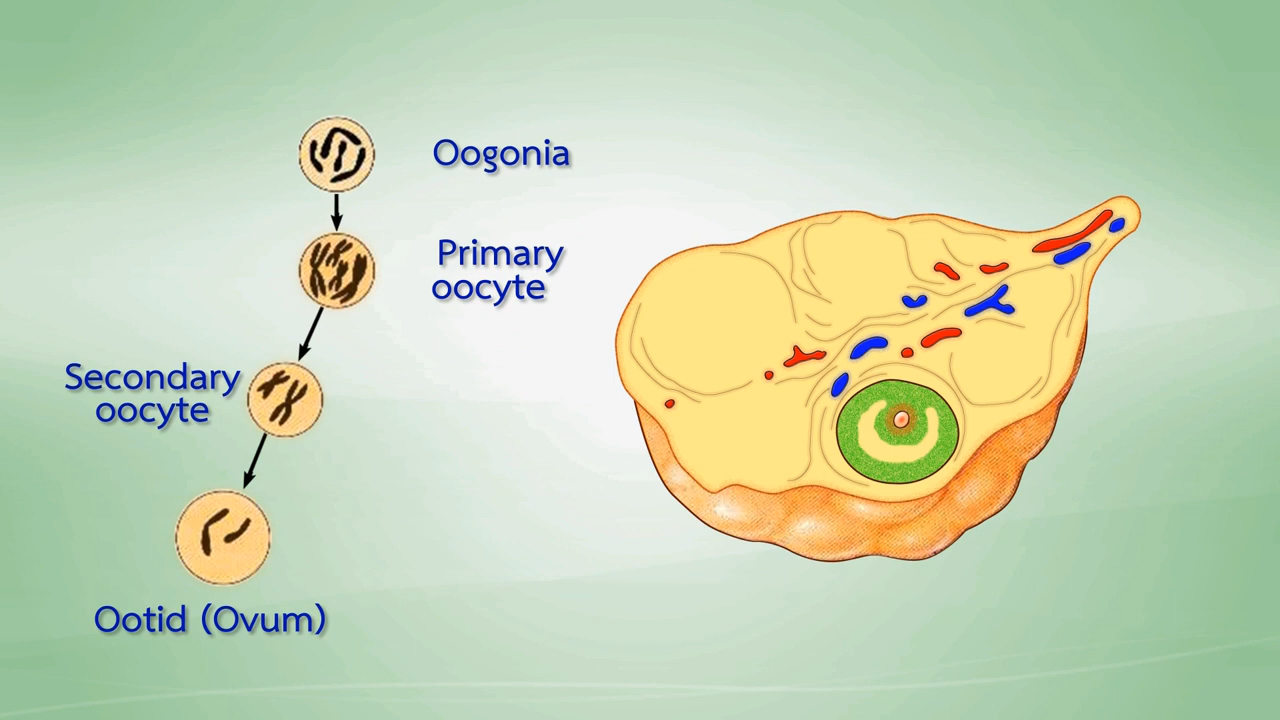 Oogonia
Primary
oocyte
Secondary
oocyte
Ootid (Ovum)